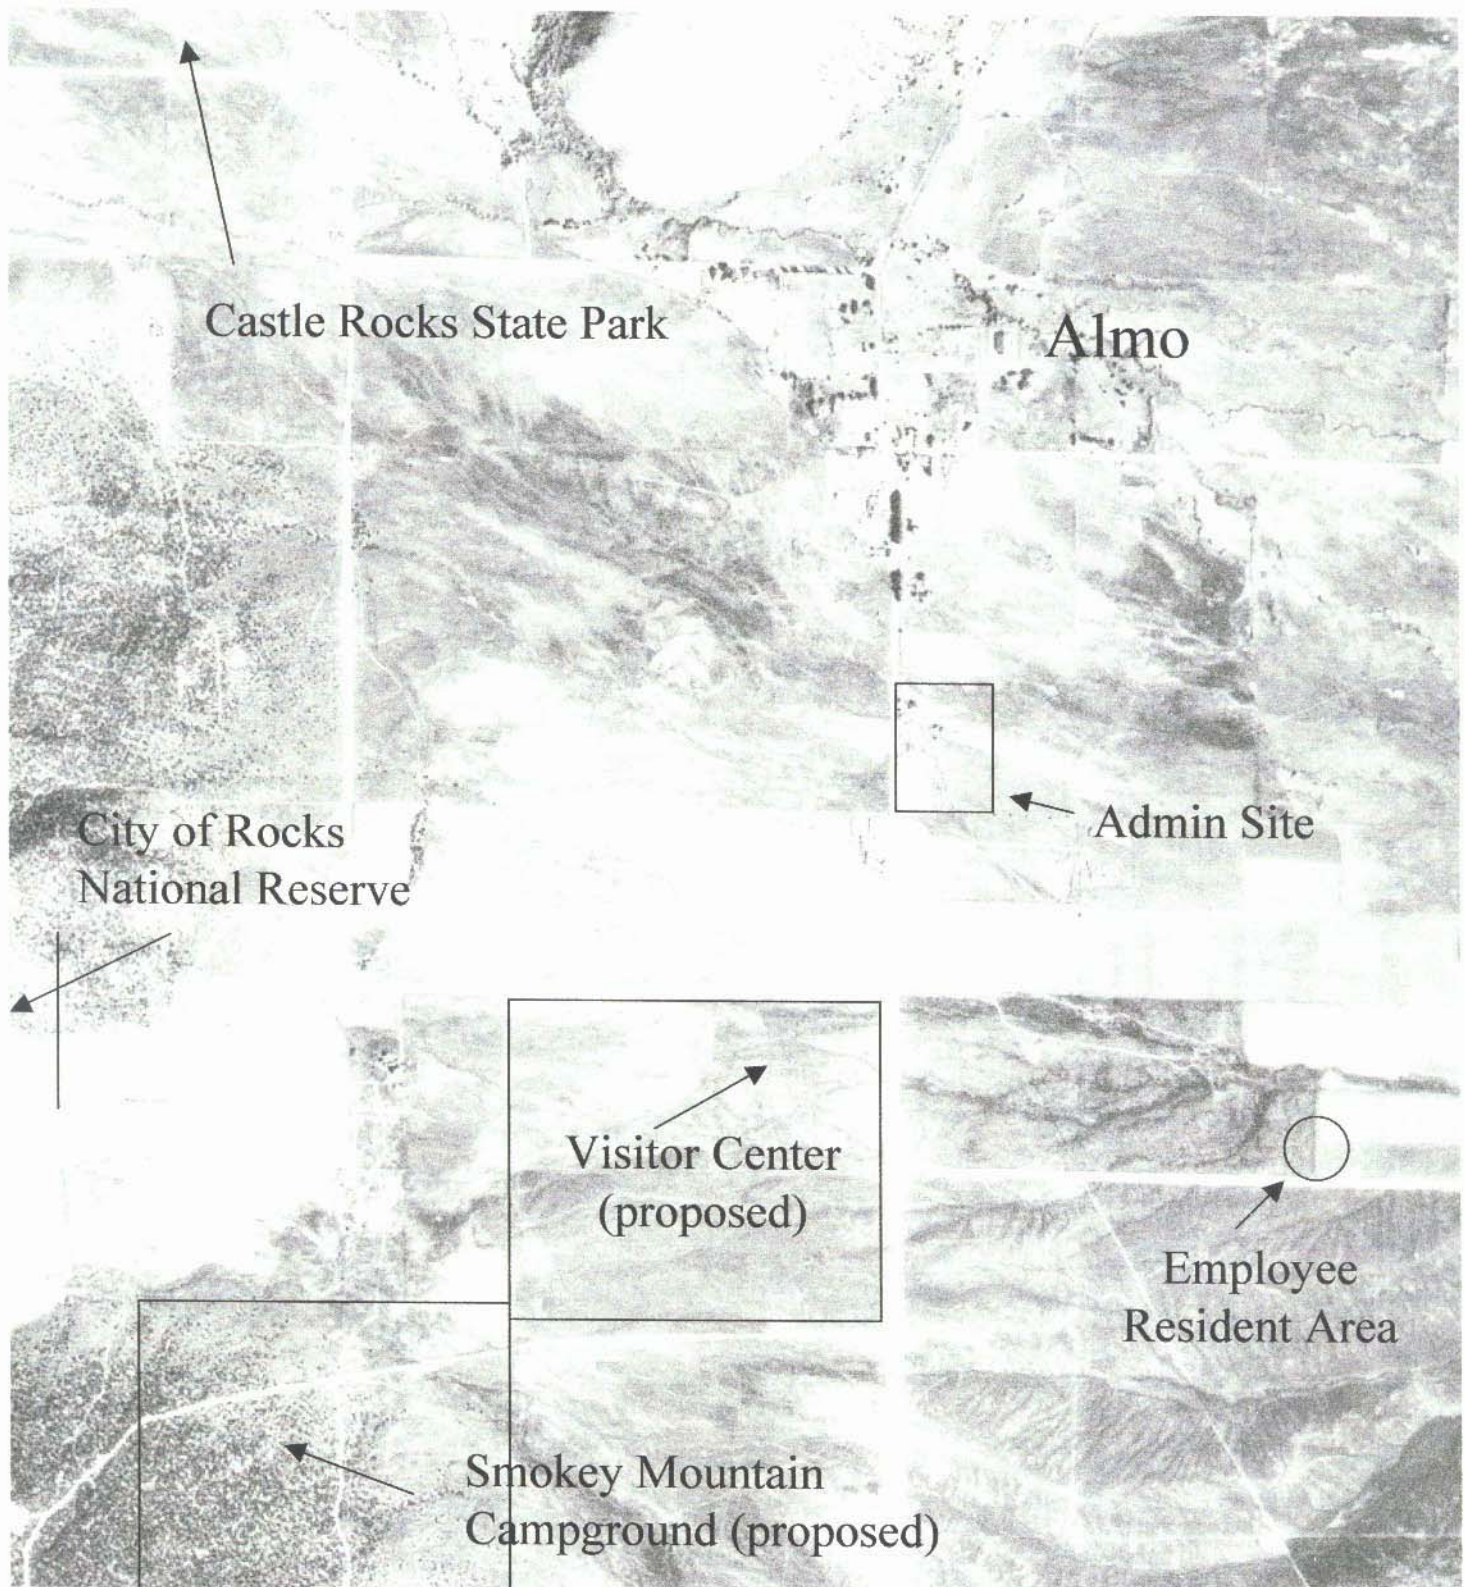 Castle Rocks State Park
Almo
Admin Site
City of Rocks
National Reserve
Visitor Center
(proposed)
Employee
Resident Area
Smokey Mountain
Campground (proposed)